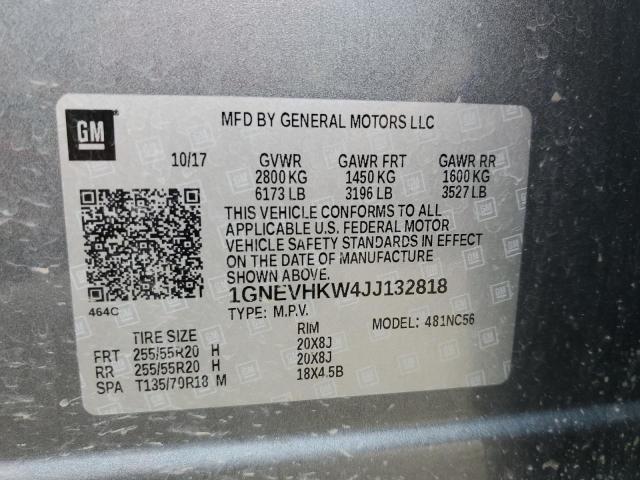 GM
MFD BY GENERAL MOTORS LLC
10/17 GVWR GAWR FRT GAWR RR
2800 KG 1450 KG 1600 KG
6173 LB 3196 LB 3527 LB
THIS VEHICLE CONFORMS TO ALL
APPLICABLE U.S. FEDERAL MOTOR
VEHICLE SAFETY STANDARDS IN EFFECT
ON THE DATE OF MANUFACTURE
1GNEVHKW4JJ132818
464C
TYPE: M.P.V. MODEL: 481NC56
TIRE SIZE RIM
FRT 255/55R20 H 20X8J
RR 255/55R20 H 20X8J
SPA T135/70R18 M 18X4.5B